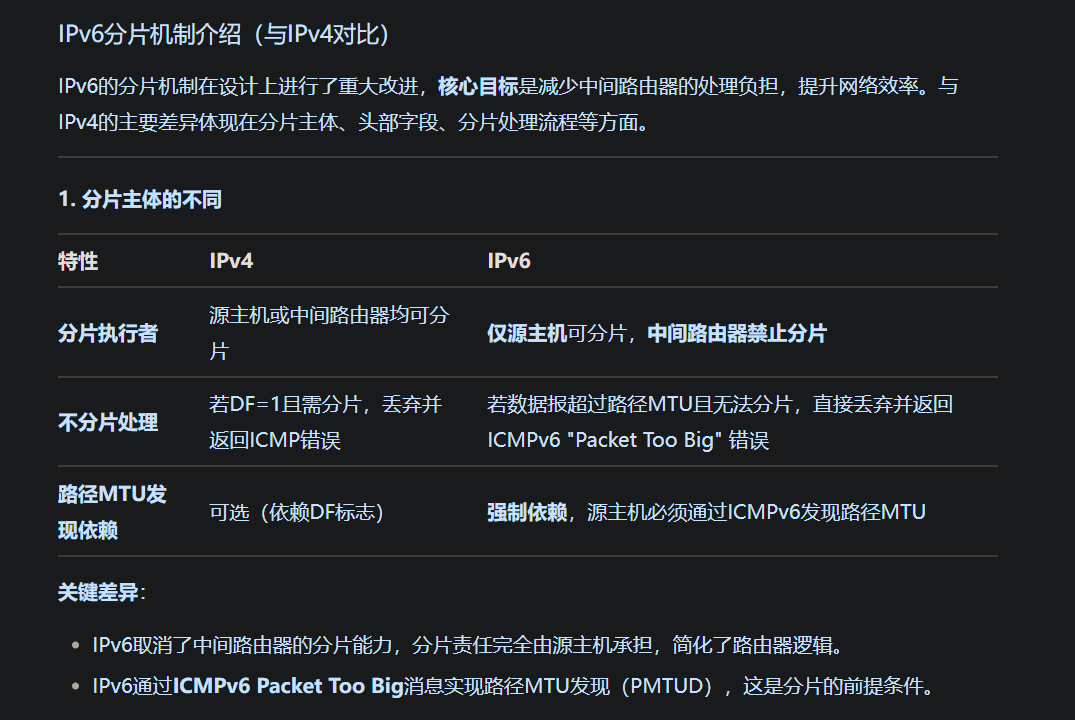 IPv6分片机制介绍（与IPv4对比）
IPv6的分片机制在设计上进行了重大改进，核心目标是减少中间路由器的处理负担，提升网络效率。与
IPv4的主要差异体现在分片主体、头部字段、分片处理流程等方面。
1. 分片主体的不同
特性 IPv4 IPv6
分片执行者 源主机或中间路由器均可分 仅源主机可分片，中间路由器禁止分片
片
不分片处理 若DF=1且需分片，丢弃并 若数据报超过路径MTU且无法分片，直接丢弃并返回
返回ICMP错误 ICMPv6 "Packet Too Big" 错误
路径MTU发 可选（依赖DF标志） 强制依赖，源主机必须通过ICMPv6发现路径MTU
现依赖
关键差异：
• IPv6取消了中间路由器的分片能力，分片责任完全由源主机承担，简化了路由器逻辑。
• IPv6通过ICMPv6 Packet Too Big消息实现路径MTU发现（PMTUD），这是分片的前提条件。